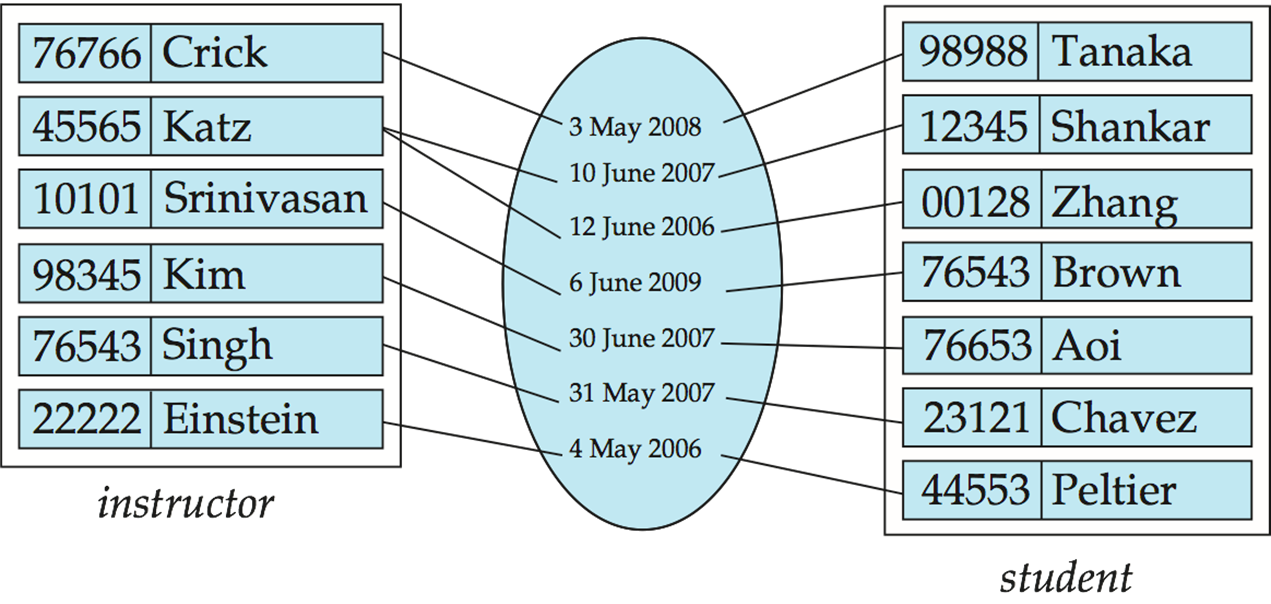 76766 Crick
45565 Katz
10101 Srinivasan
98345 Kim
76543 Singh
22222 Einstein
instructor
3 May 2008
10 June 2007
12 June 2006
6 June 2009
30 June 2007
31 May 2007
4 May 2006
98988 Tanaka
12345 Shankar
00128 Zhang
76543 Brown
76653 Aoi
23121 Chavez
44553 Peltier
student